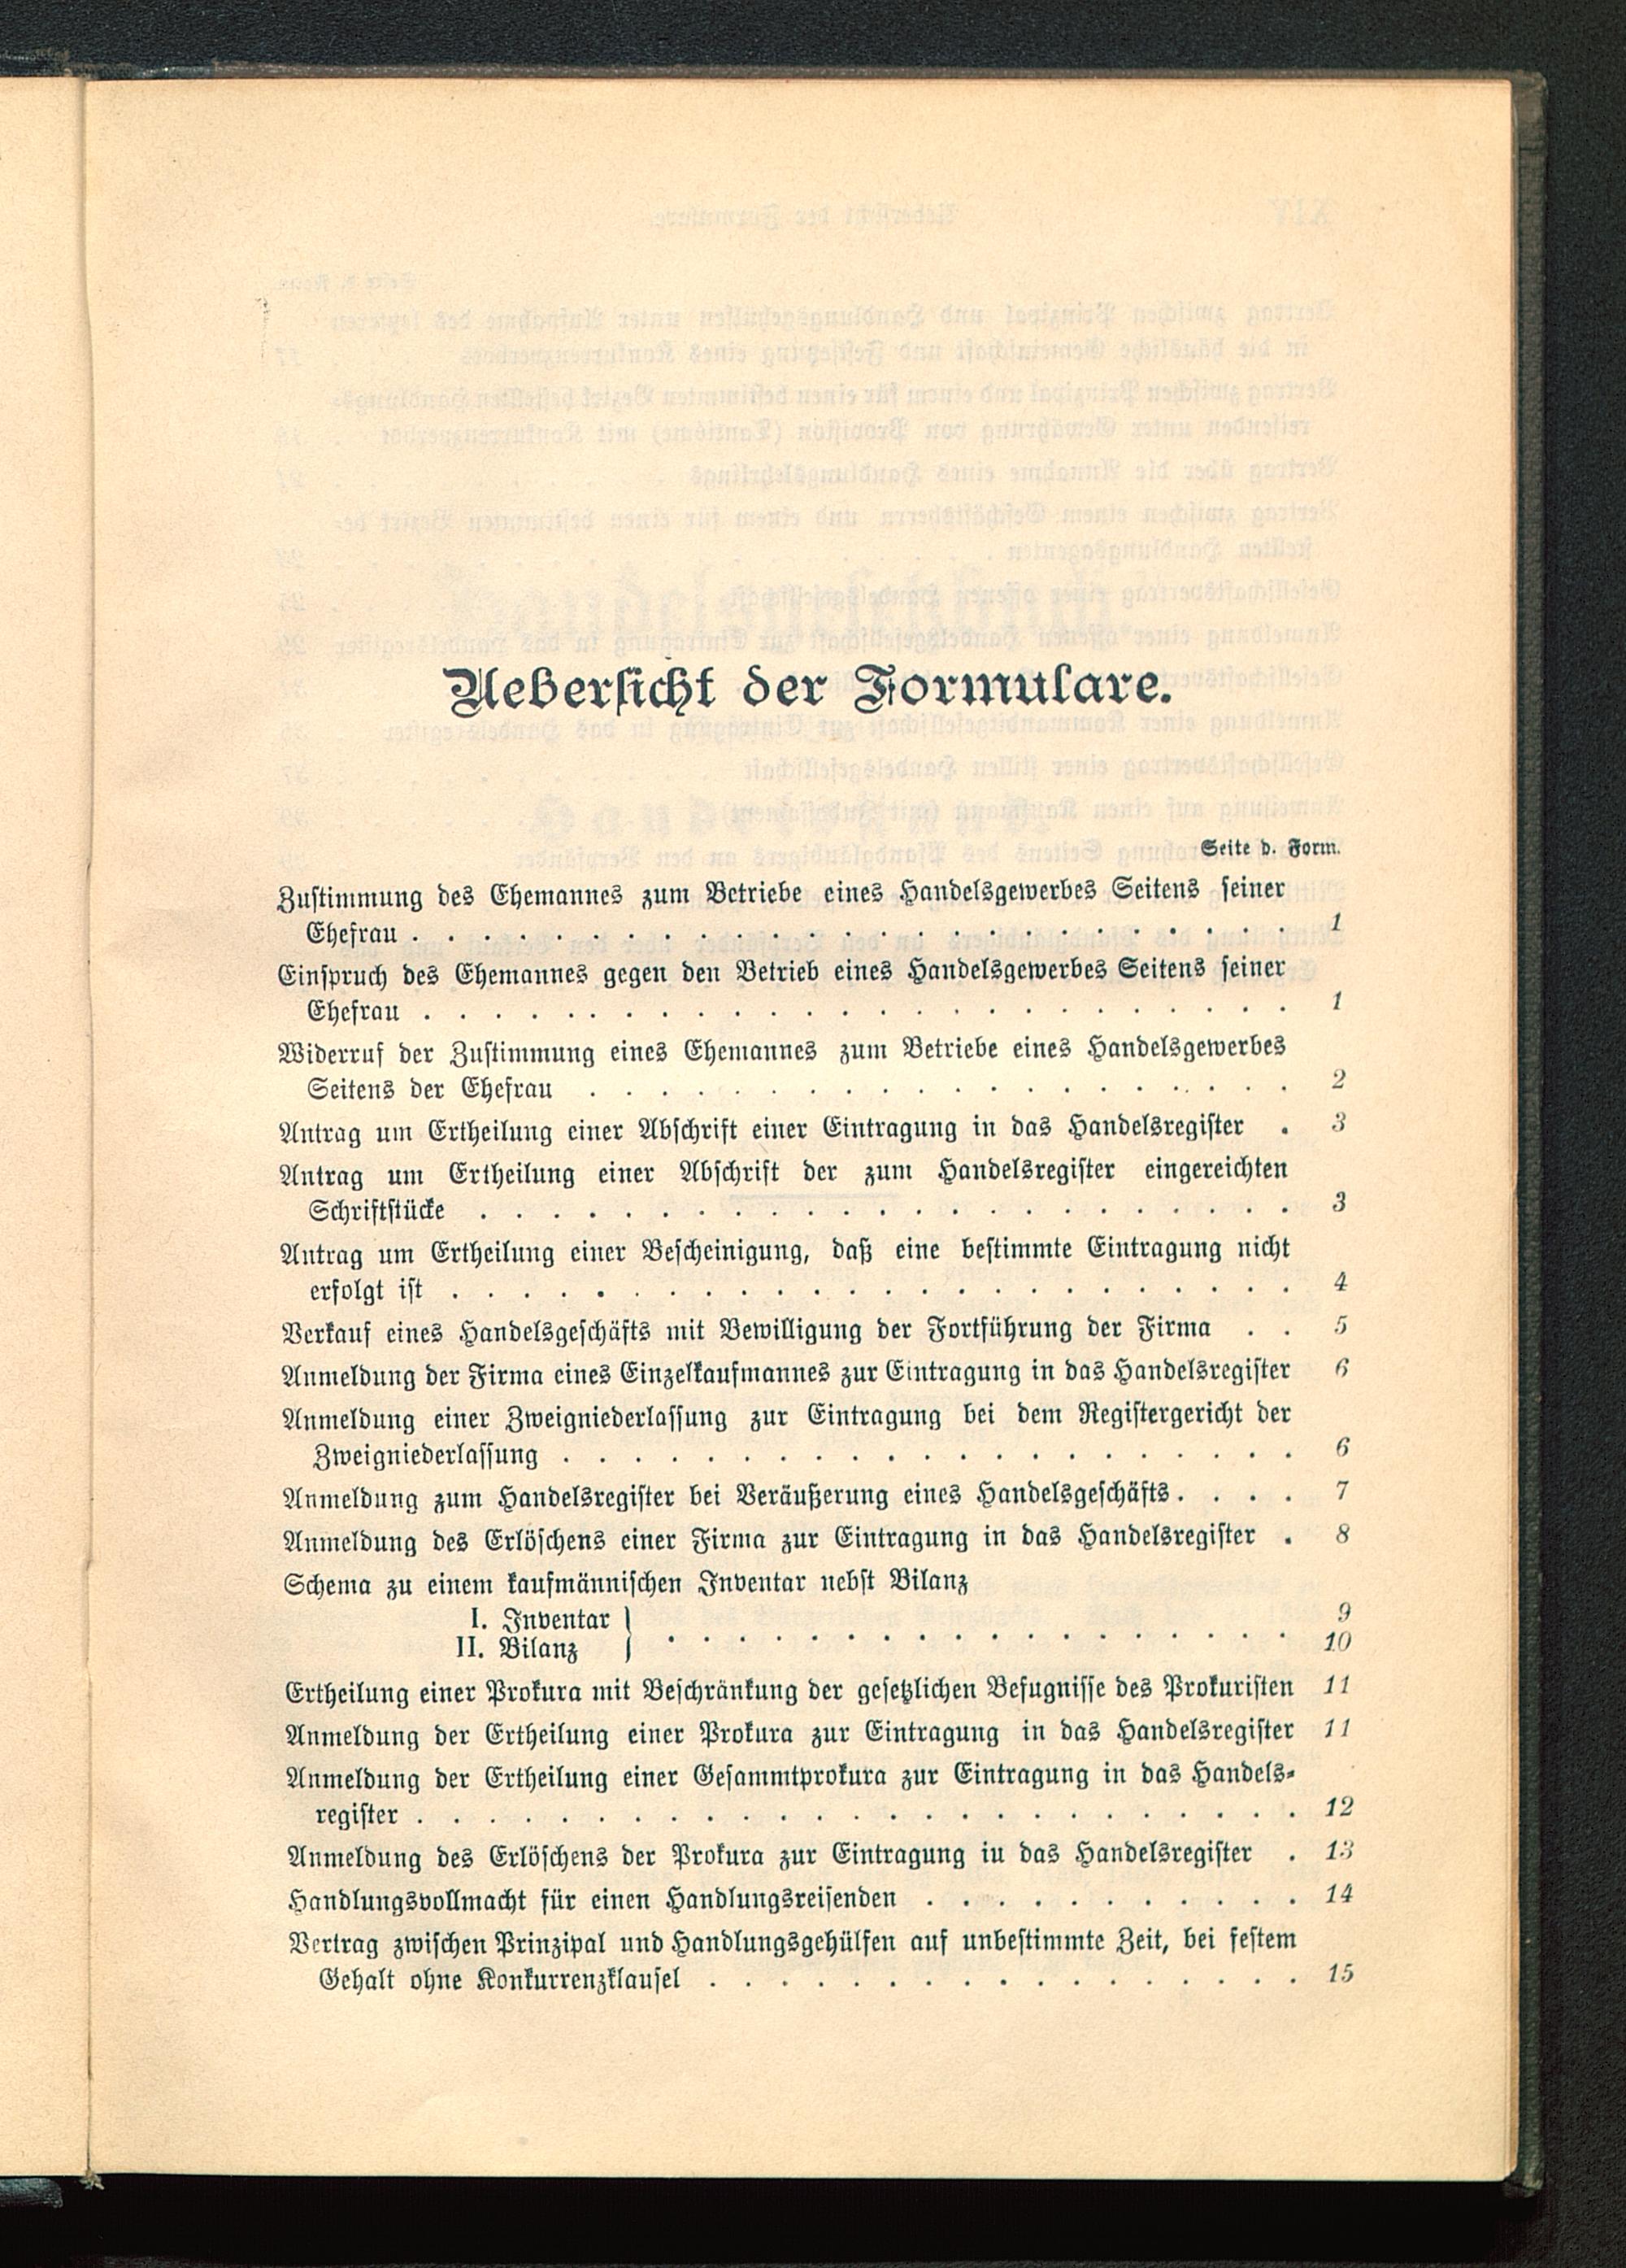 Uebersicht der Formulare.
Seite d. Form.
Zustimmung des Ehemannes zum Betriebe eines Handelsgewerbes Seitens seiner
Ehefrau . . . . . . . . . . . . . . . . . . . . . . . . . 1
Einspruch des Ehemannes gegen den Betrieb eines Handelsgewerbes Seitens seiner
Ehefrau . . . . . . . . . . . . . . . . . . . . . . . . . 1
Widerruf der Zustimmung eines Ehemannes zum Betriebe eines Handelsgewerbes
Seitens der Ehefrau . . . . . . . . . . . . . . . . . . . . 2
Antrag um Ertheilung einer Abschrift einer Eintragung in das Handelsregister . 3
Antrag um Ertheilung einer Abschrift der zum Handelsregister eingereichten
Schriftstücke . . . . . . . . . . . . . . . . . . . . . . . 3
Antrag um Ertheilung einer Bescheinigung, daß eine bestimmte Eintragung nicht
erfolgt ist . . . . . . . . . . . . . . . . . . . . . . . . 4
Verkauf eines Handelsgeschäfts mit Bewilligung der Fortführung der Firma . . 5
Anmeldung der Firma eines Einzelkaufmannes zur Eintragung in das Handelsregister 6
Anmeldung einer Zweigniederlassung zur Eintragung bei dem Registergericht der
Zweigniederlassung . . . . . . . . . . . . . . . . . . . . . 6
Anmeldung zum Handelsregister bei Veräußerung eines Handelsgeschäfts . . . . 7
Anmeldung des Erlöschens einer Firma zur Eintragung in das Handelsregister . 8
Schema zu einem kaufmännischen Inventar nebst Bilanz
I. Inventar } . . . . . . . . . . . . . . . . . . 9
II. Bilanz } 10
Ertheilung einer Prokura mit Beschränkung der gesetzlichen Befugnisse des Prokuristen 11
Anmeldung der Ertheilung einer Prokura zur Eintragung in das Handelsregister 11
Anmeldung der Ertheilung einer Gesammtprokura zur Eintragung in das Handels-
register . . . . . . . . . . . . . . . . . . . . . . . . . 12
Anmeldung des Erlöschens der Prokura zur Eintragung iu das Handelsregister . 13
Handlungsvollmacht für einen Handlungsreisenden . . . . . . . . . . . 14
Vertrag zwischen Prinzipal und Handlungsgehülfen auf unbestimmte Zeit, bei festem
Gehalt ohne Konkurrenzklausel . . . . . . . . . . . . . . . . . 15